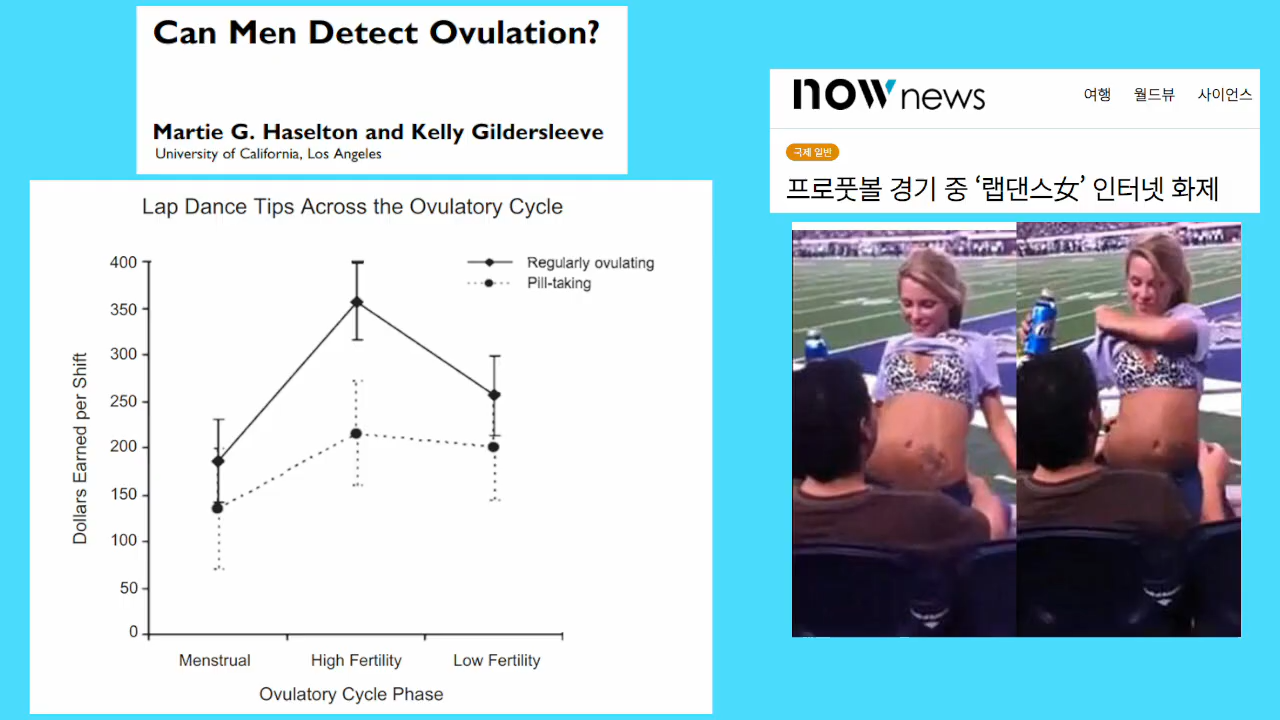 Can Men Detect Ovulation?
Martie G. Haselton and Kelly Gildersleeve
University of California, Los Angeles
Lap Dance Tips Across the Ovulatory Cycle
Regularly ovulating
Pill-taking
400
350
300
250
200
150
100
50
0
Dollars Earned per Shift
Menstrual High Fertility Low Fertility
Ovulatory Cycle Phase
now news 여행 월드뷰 사이언스
국제 일반
프로풋볼 경기 중 ‘랩댄스女’ 인터넷 화제